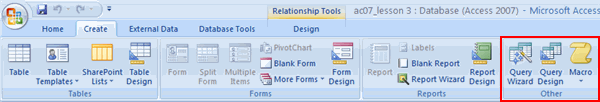 Relationship Tools
ac07_lesson 3 : Database (Access 2007) - Microsoft Access
Home
Create
External Data
Database Tools
Design
Table
Table Templates
SharePoint Lists
Table Design
Tables
Form
Split Form
Multiple Items
PivotChart
Blank Form
More Forms
Form Design
Forms
Report
Labels
Blank Report
Report Wizard
Report Design
Reports
Query Wizard
Query Design
Macro
Other